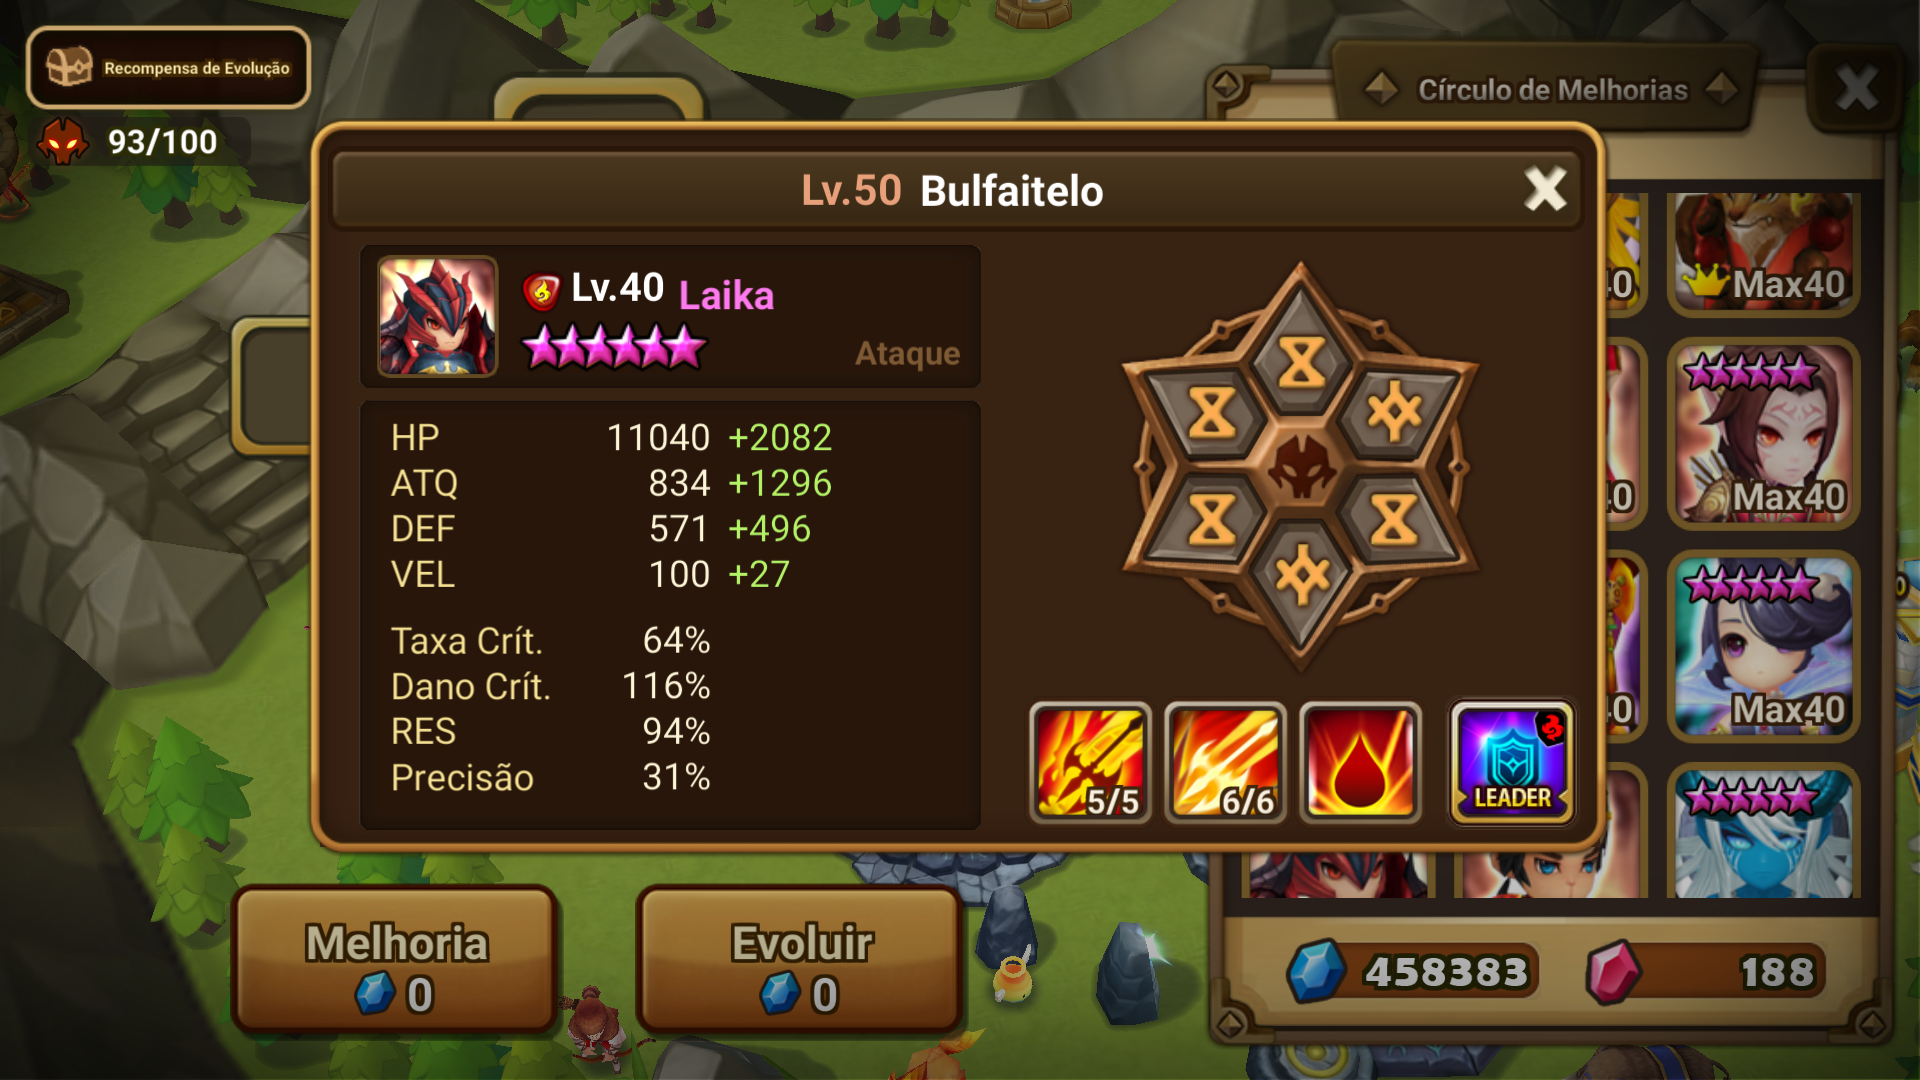 Recompensa de Evolução
93/100
Círculo de Melhorias
Lv.50 Bulfaitelo
Lv.40 Laika
Ataque
HP 11040 +2082
ATQ 834 +1296
DEF 571 +496
VEL 100 +27
Taxa Crít. 64%
Dano Crít. 116%
RES 94%
Precisão 31%
5/5
6/6
LEADER
Max40
Max40
Max40
Melhoria
0
Evoluir
0
458383
188